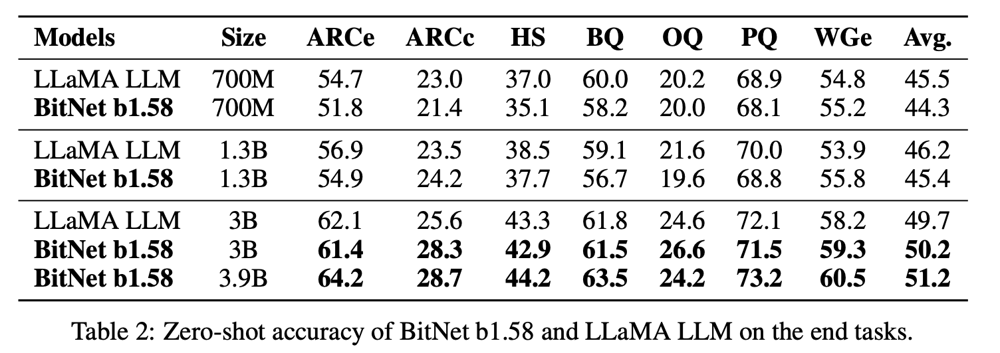 Models Size ARCe ARCc HS BQ OQ PQ WGe Avg.
LLaMA LLM 700M 54.7 23.0 37.0 60.0 20.2 68.9 54.8 45.5
BitNet b1.58 700M 51.8 21.4 35.1 58.2 20.0 68.1 55.2 44.3
LLaMA LLM 1.3B 56.9 23.5 38.5 59.1 21.6 70.0 53.9 46.2
BitNet b1.58 1.3B 54.9 24.2 37.7 56.7 19.6 68.8 55.8 45.4
LLaMA LLM 3B 62.1 25.6 43.3 61.8 24.6 72.1 58.2 49.7
BitNet b1.58 3B 61.4 28.3 42.9 61.5 26.6 71.5 59.3 50.2
BitNet b1.58 3.9B 64.2 28.7 44.2 63.5 24.2 73.2 60.5 51.2
Table 2: Zero-shot accuracy of BitNet b1.58 and LLaMA LLM on the end tasks.